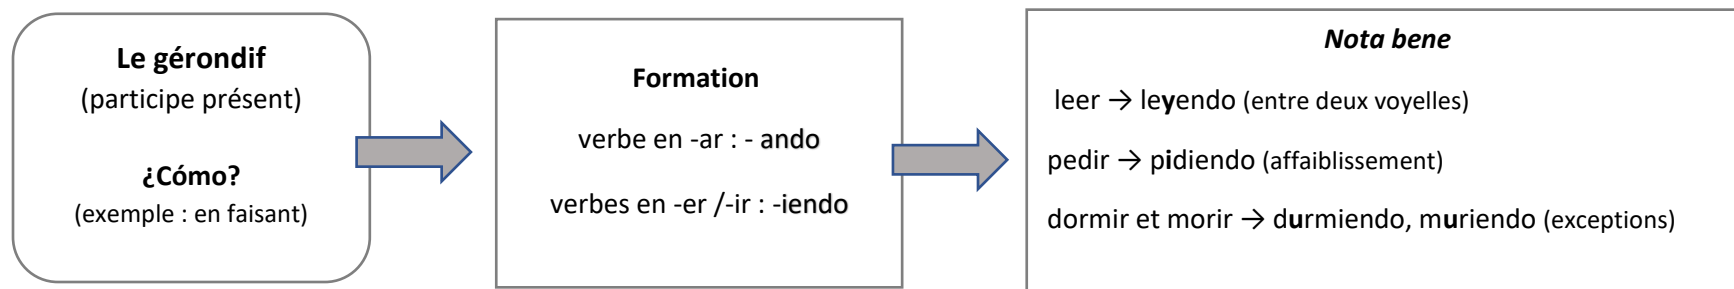 Le gérondif
(participe présent)
¿Cómo?
(exemple : en faisant)
Formation
verbe en -ar : - ando
verbes en -er /-ir : -iendo
Nota bene
leer → leyendo (entre deux voyelles)
pedir → pidiendo (affaiblissement)
dormir et morir → durmiendo, muriendo (exceptions)